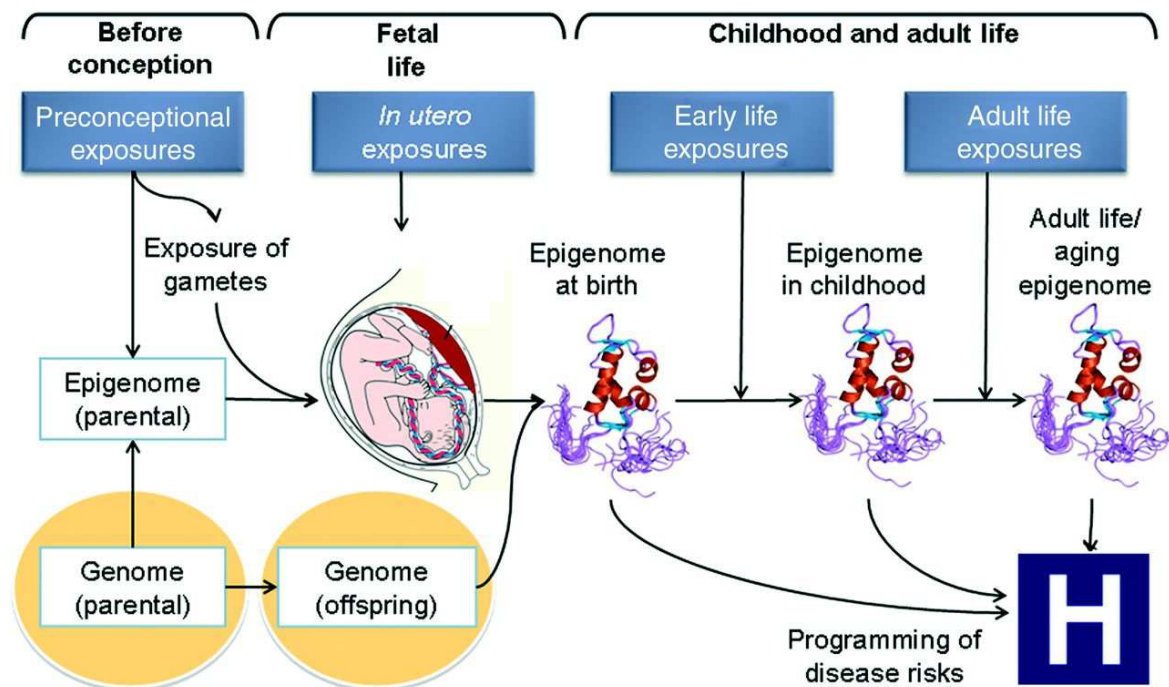 Before
conception
Fetal
life
Childhood and adult life
Preconceptional
exposures
In utero
exposures
Early life
exposures
Adult life
exposures
Exposure of
gametes
Epigenome
at birth
Epigenome
in childhood
Adult life/
aging
epigenome
Epigenome
(parental)
Genome
(parental)
Genome
(offspring)
Programming of
disease risks
H